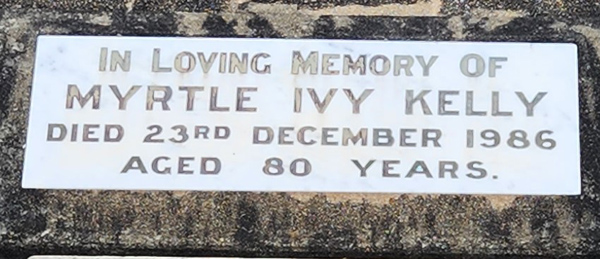 IN LOVING MEMORY OF
MYRTLE IVY KELLY
DIED 23RD DECEMBER 1986
AGED 80 YEARS.